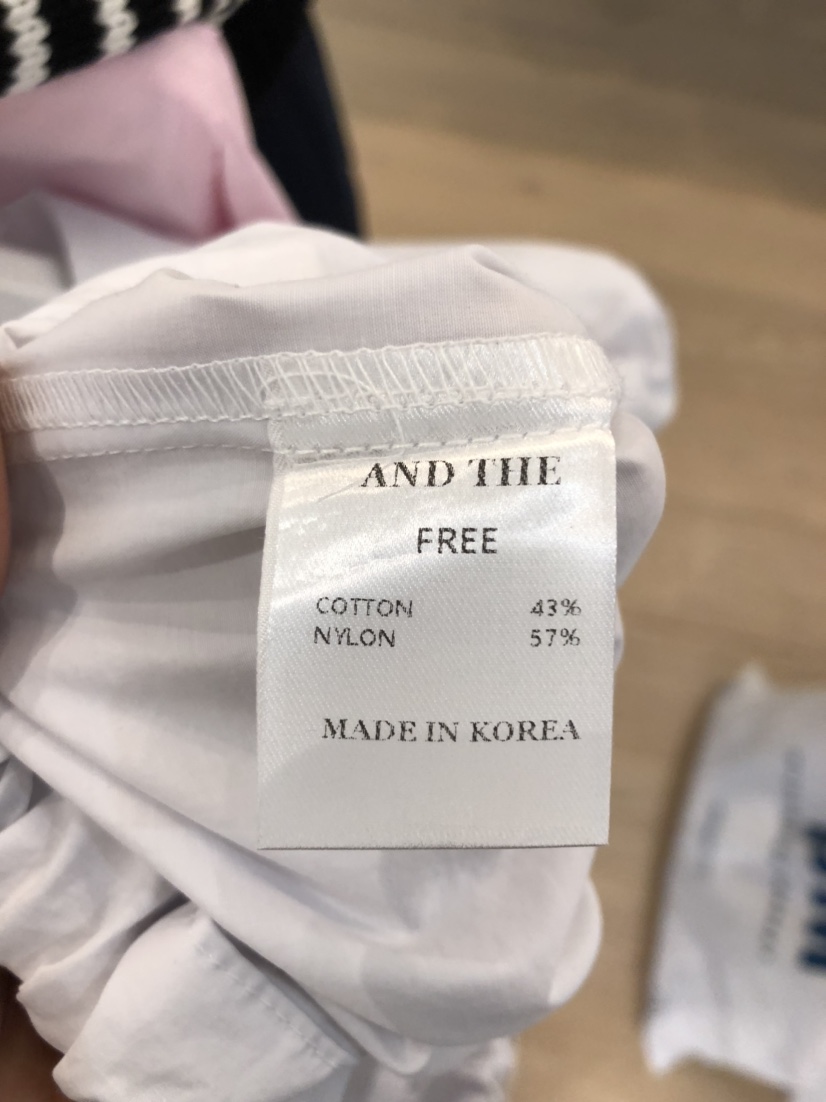 AND THE
FREE
COTTON 43%
NYLON 57%
MADE IN KOREA